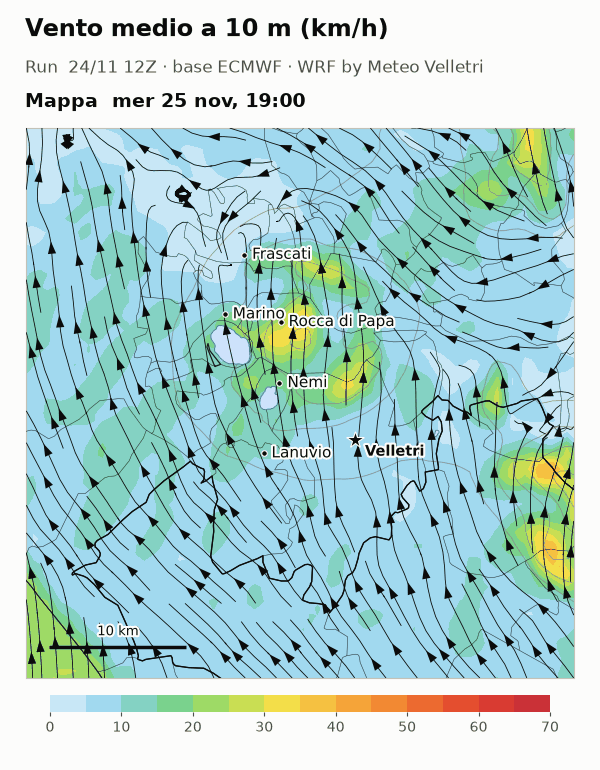 Vento medio a 10 m (km/h)
Run  24/11 12Z · base ECMWF · WRF by Meteo Velletri
Mappa  mer 25 nov, 19:00
Frascati
Marino
Rocca di Papa
Nemi
Velletri
Lanuvio
10 km
0 10 20 30 40 50 60 70